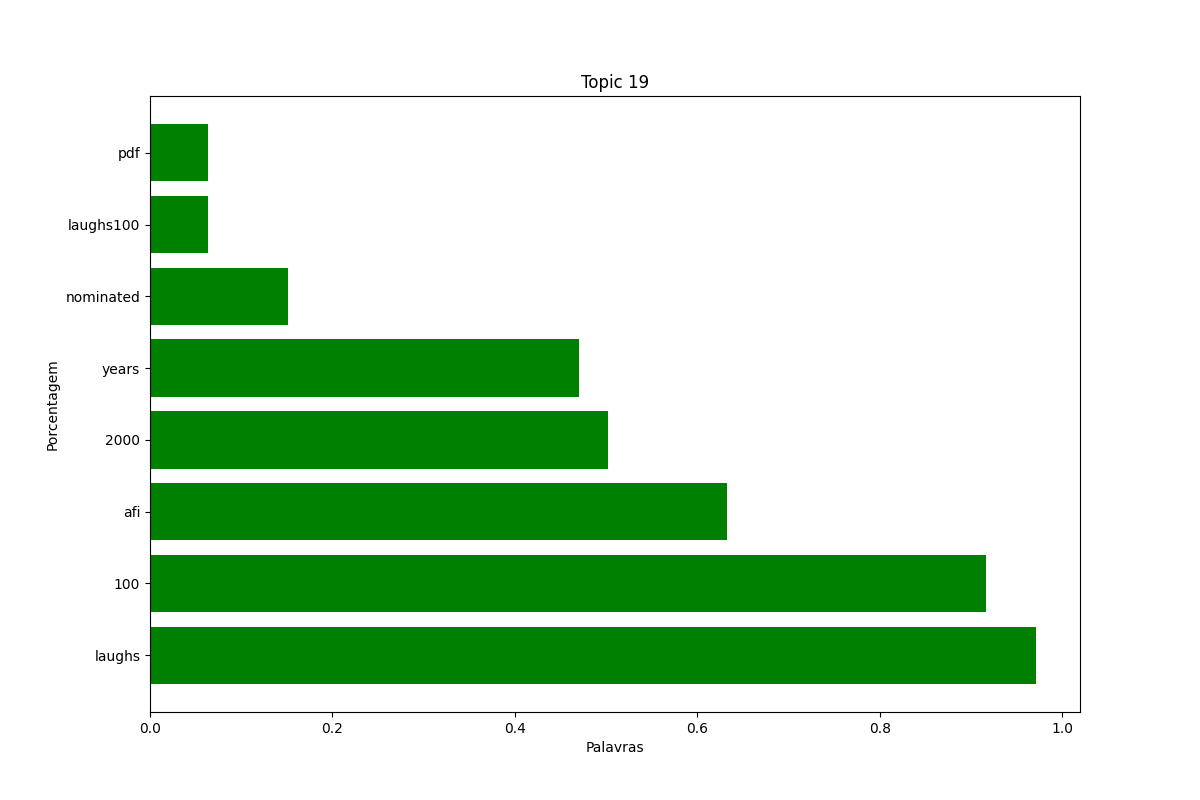 Topic 19
pdf
laughs100
nominated
years
2000
afi
100
laughs
Porcentagem
0.0 0.2 0.4 0.6 0.8 1.0
Palavras